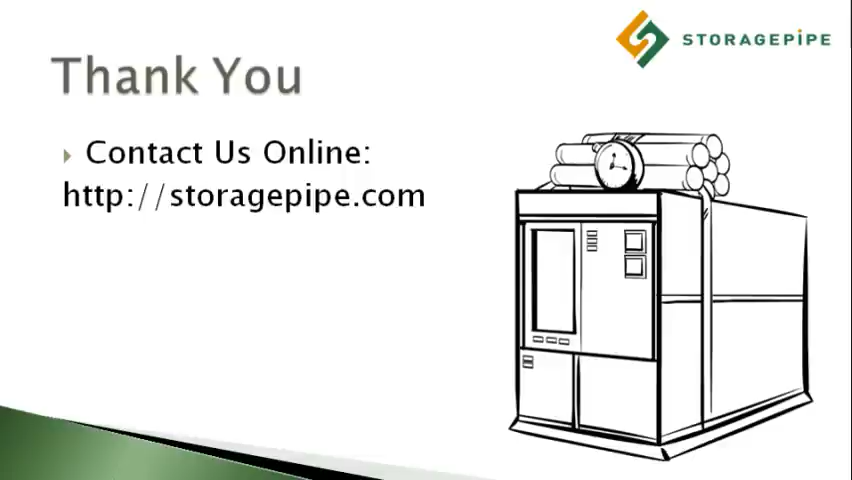 STORAGEPIPE
Thank You
Contact Us Online:
http://storagepipe.com